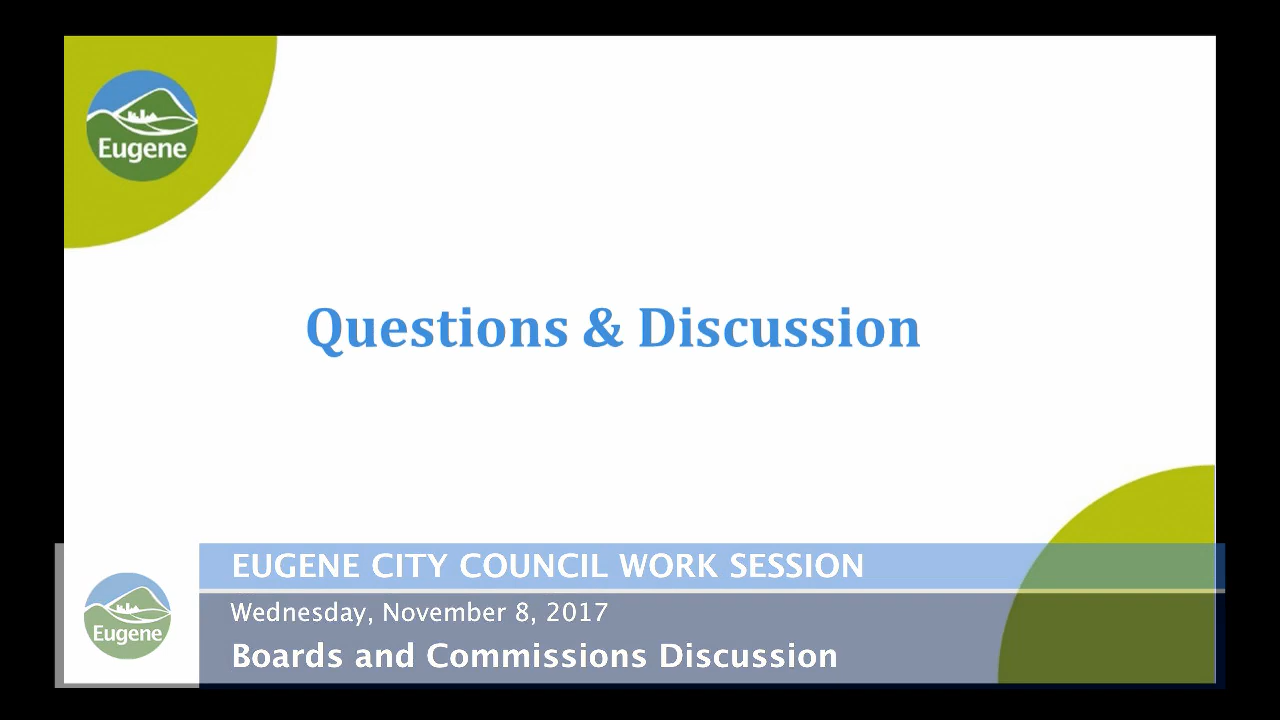 Eugene
Questions & Discussion
EUGENE CITY COUNCIL WORK SESSION
Wednesday, November 8, 2017
Eugene
Boards and Commissions Discussion